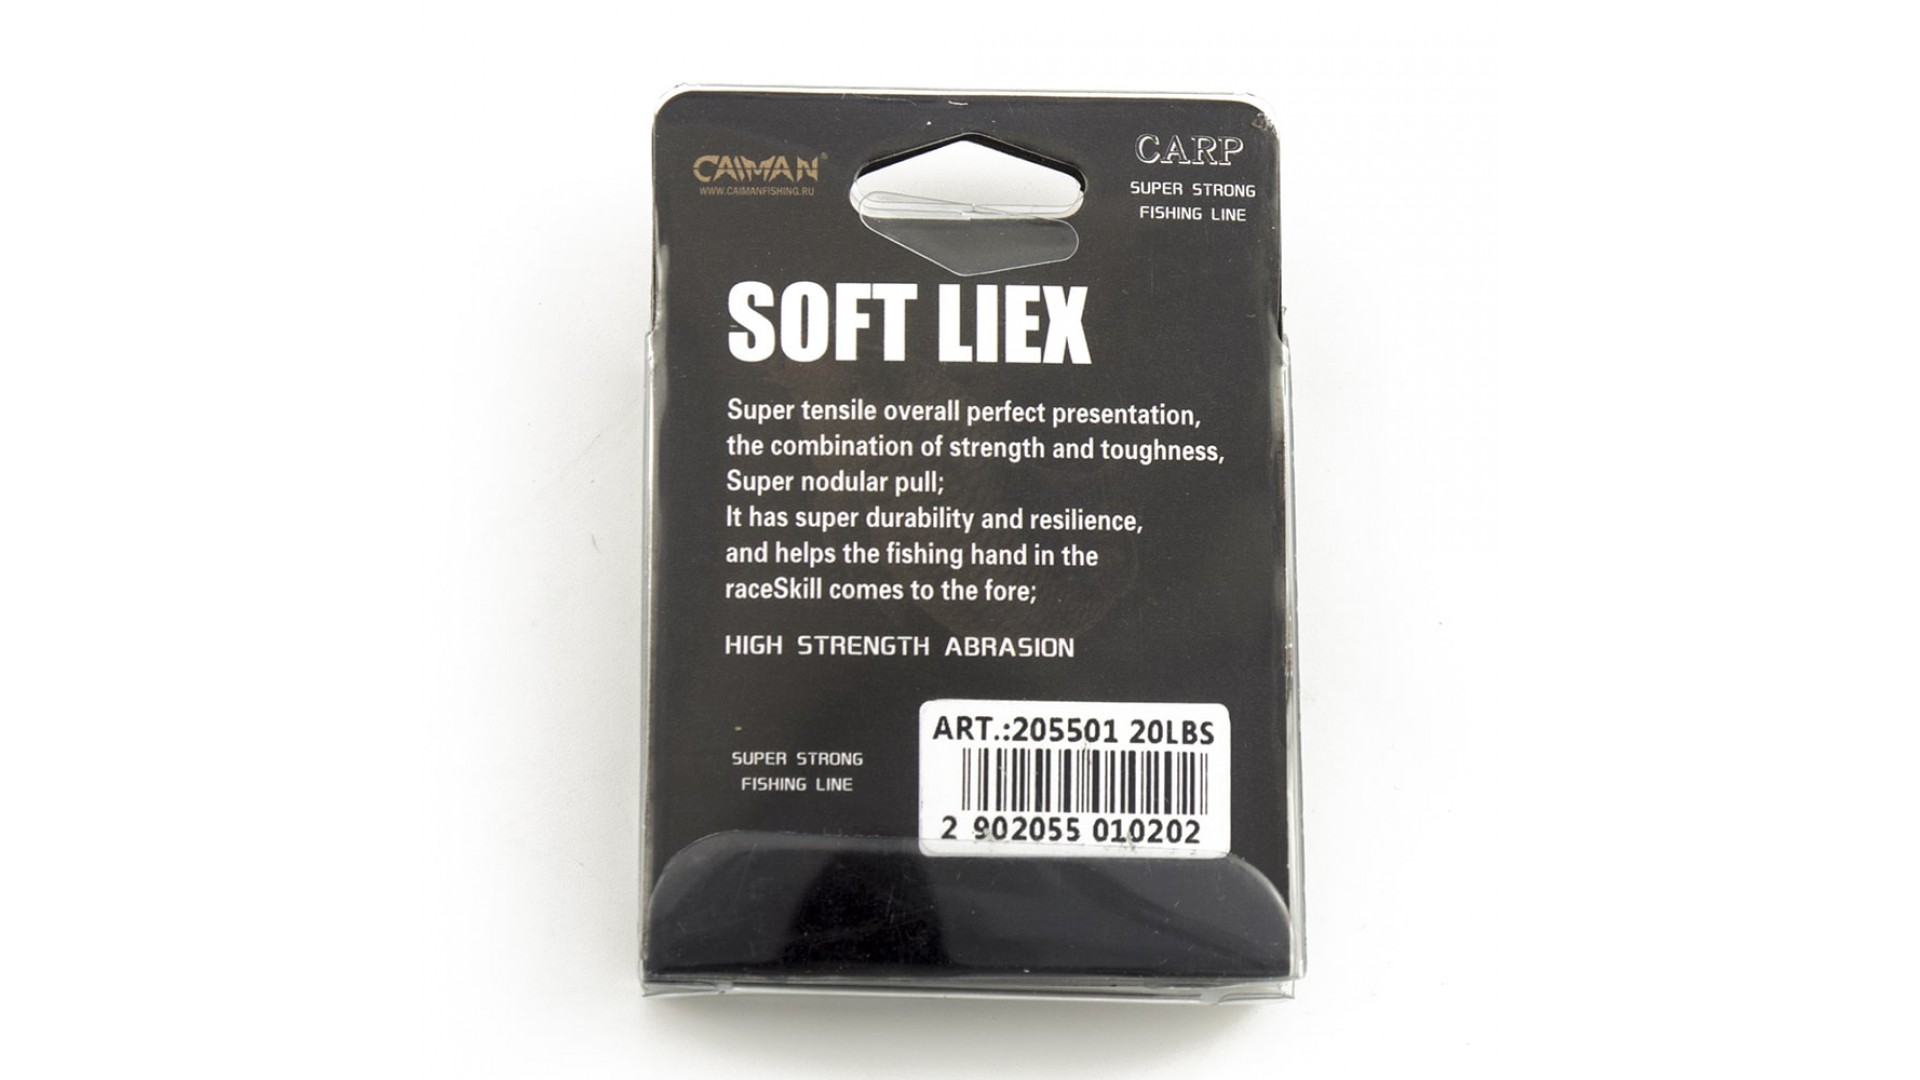 CAIMAN®
WWW.CAIMANFISHING.RU
CARP
SUPER STRONG
FISHING LINE
SOFT LIEX
Super tensile overall perfect presentation,
the combination of strength and toughness,
Super nodular pull;
It has super durability and resilience,
and helps the fishing hand in the
raceSkill comes to the fore;
HIGH STRENGTH ABRASION
SUPER STRONG
FISHING LINE
ART.:205501 20LBS
2 902055 010202